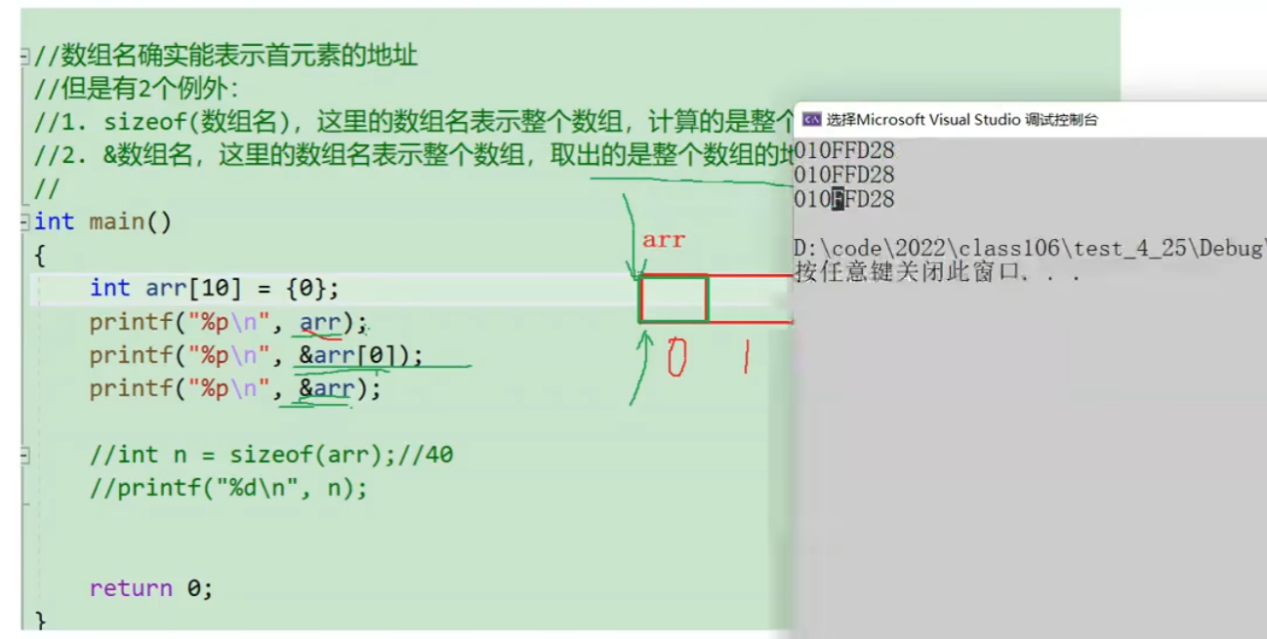 //数组名确实能表示首元素的地址
//但是有2个例外：
//1. sizeof(数组名)，这里的数组名表示整个数组，计算的是整个
//2. &数组名，这里的数组名表示整个数组，取出的是整个数组的
//
int main()
{
int arr[10] = {0};
printf("%p\n", arr);
printf("%p\n", &arr[0]);
printf("%p\n", &arr);
//int n = sizeof(arr);//40
//printf("%d\n", n);
return 0;
}
arr
0 1
选择Microsoft Visual Studio 调试控制台
010FFD28
010FFD28
010FFD28
D:\code\2022\class106\test_4_25\Debug\
按任意键关闭此窗口. . .